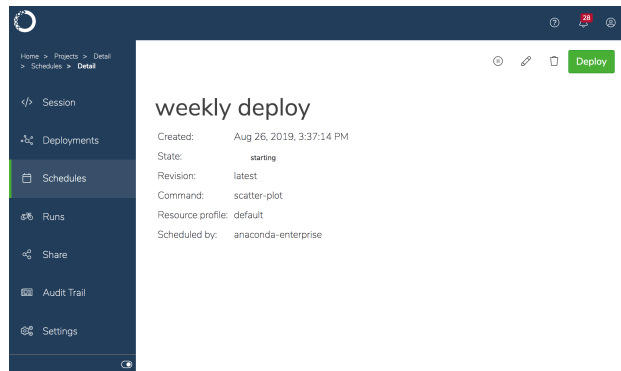 28
Home > Projects > Detail
> Schedules > Detail
Deploy
</> Session
Deployments
Schedules
Runs
Share
Audit Trail
Settings
weekly deploy
Created: Aug 26, 2019, 3:37:14 PM
State: starting
Revision: latest
Command: scatter-plot
Resource profile: default
Scheduled by: anaconda-enterprise